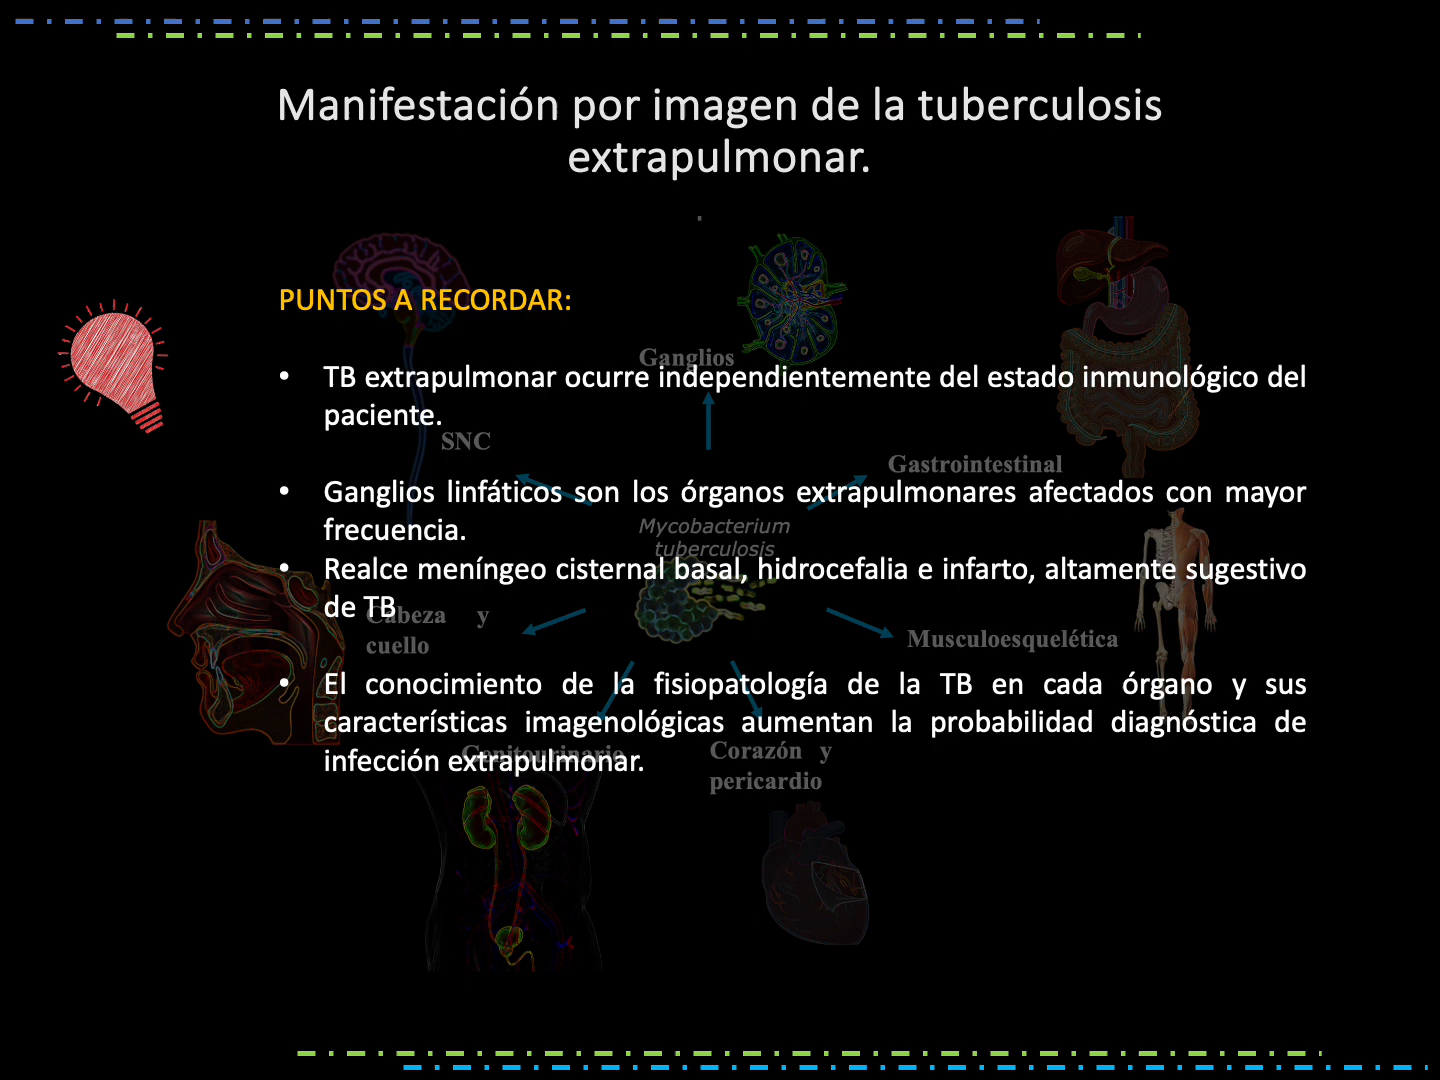 Manifestación por imagen de la tuberculosis
extrapulmonar.
.
PUNTOS A RECORDAR:
Ganglios
• TB extrapulmonar ocurre independientemente del estado inmunológico del
paciente.
SNC
Gastrointestinal
• Ganglios linfáticos son los órganos extrapulmonares afectados con mayor
frecuencia.
Mycobacterium
tuberculosis
• Realce meníngeo cisternal basal, hidrocefalia e infarto, altamente sugestivo
de TB
Cabeza y
cuello
Musculoesquelética
• El conocimiento de la fisiopatología de la TB en cada órgano y sus
características imagenológicas aumentan la probabilidad diagnóstica de
infección extrapulmonar.
Genitourinario
Corazón y
pericardio